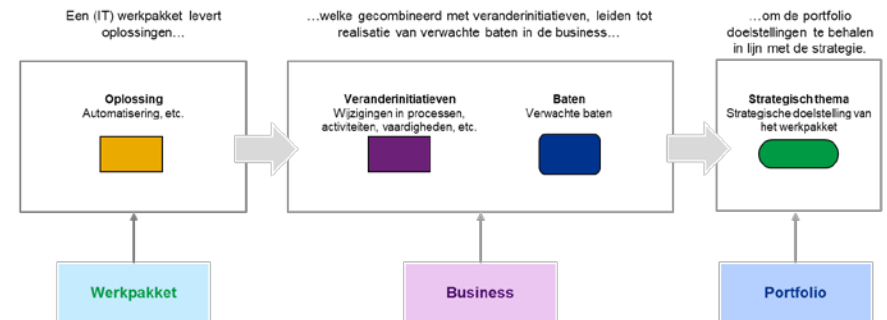 Een (IT) werkpakket levert
oplossingen…
…welke gecombineerd met veranderinitiatieven, leiden tot
realisatie van verwachte baten in de business…
…om de portfolio
doelstellingen te behalen
in lijn met de strategie.
Oplossing
Automatisering, etc.
Veranderinitiatieven
Wijzigingen in processen,
activiteiten, vaardigheden, etc.
Baten
Verwachte baten
Strategisch thema
Strategische doelstelling van
het werkpakket
Werkpakket
Business
Portfolio